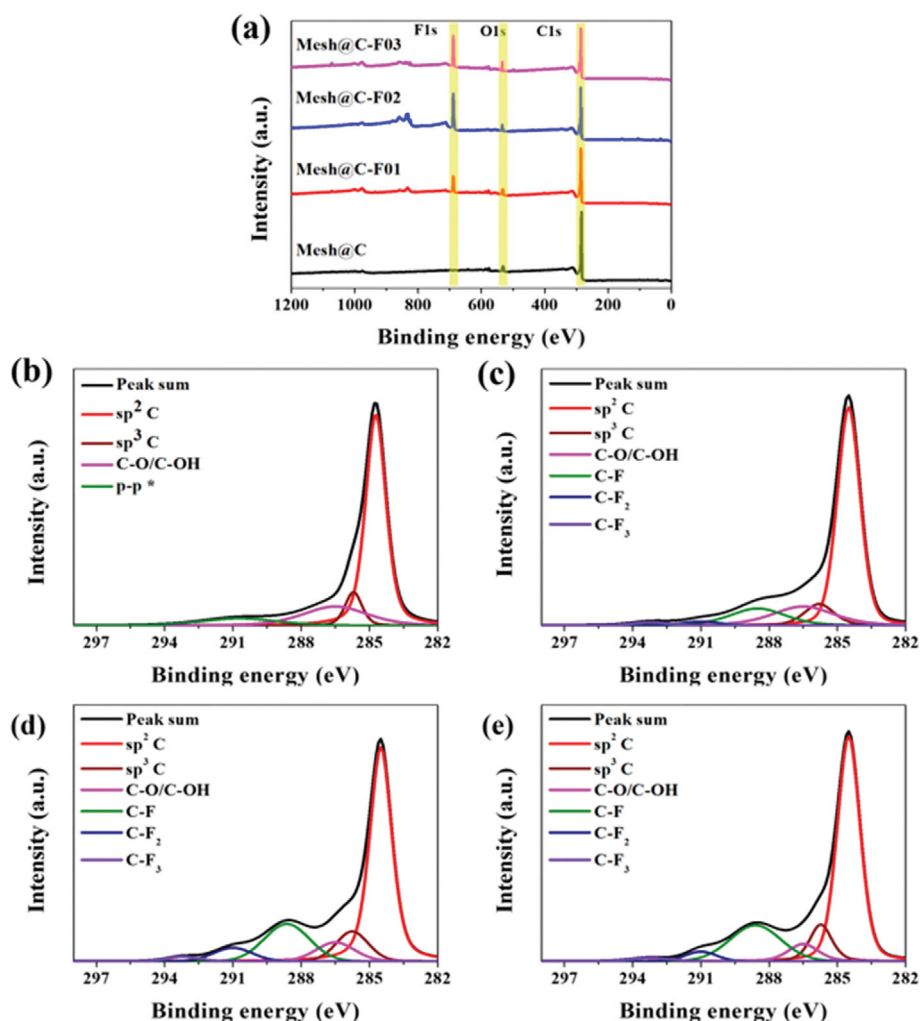 (a)
F1s O1s C1s
Mesh@C-F03
Mesh@C-F02
Mesh@C-F01
Mesh@C
Intensity (a.u.)
1200 1000 800 600 400 200 0
Binding energy (eV)
(b)
Peak sum
sp² C
sp³ C
C-O/C-OH
p-p *
Intensity (a.u.)
297 294 291 288 285 282
Binding energy (eV)
(c)
Peak sum
sp² C
sp³ C
C-O/C-OH
C-F
C-F₂
C-F₃
Intensity (a.u.)
297 294 291 288 285 282
Binding energy (eV)
(d)
Peak sum
sp² C
sp³ C
C-O/C-OH
C-F
C-F₂
C-F₃
Intensity (a.u.)
297 294 291 288 285 282
Binding energy (eV)
(e)
Peak sum
sp² C
sp³ C
C-O/C-OH
C-F
C-F₂
C-F₃
Intensity (a.u.)
297 294 291 288 285 282
Binding energy (eV)